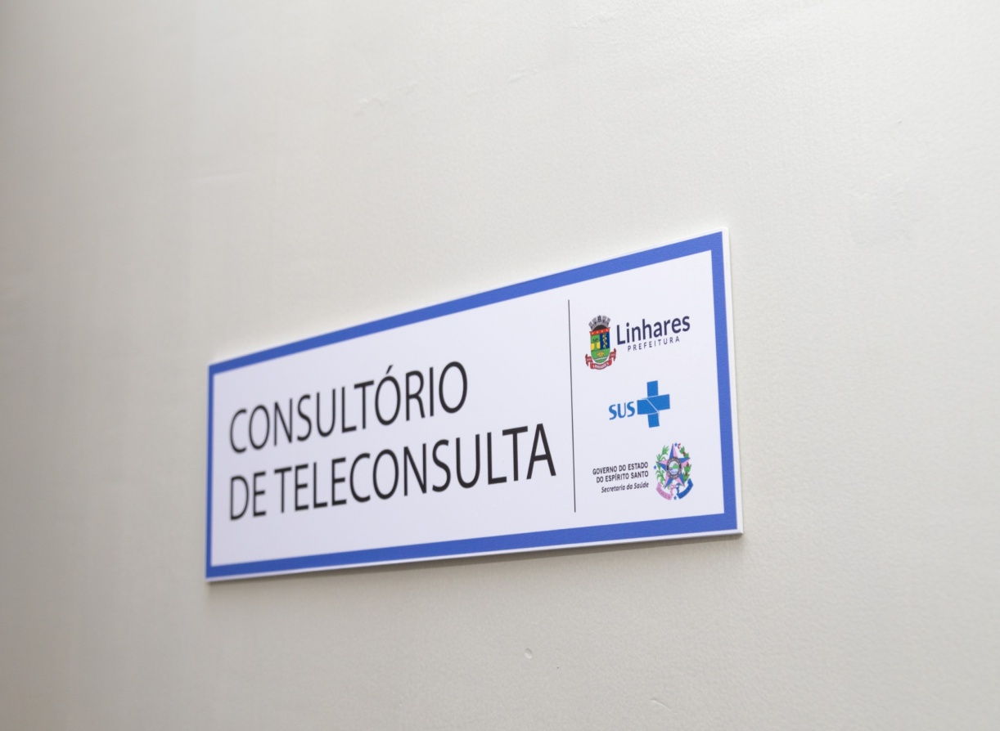 CONSULTÓRIO
DE TELECONSULTA
Linhares
PREFEITURA
SUS
GOVERNO DO ESTADO
DO ESPÍRITO SANTO
Secretaria da Saúde